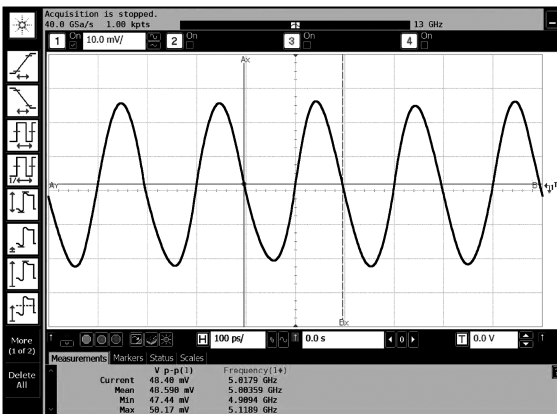 Acquisition is stopped.
40.0 GSa/s 1.00 kpts
13 GHz
1 On 10.0 mV/ 2 On 3 On 4 On
Ax
Ay
By
T
Bx
More
(1 of 2)
Delete
All
H 100 ps/ 0.0 s 0 T 0.0 V
Measurements Markers Status Scales
V p-p(1) Frequency(1♦)
Current 48.40 mV 5.0179 GHz
Mean 48.590 mV 5.00359 GHz
Min 47.44 mV 4.9094 GHz
Max 50.17 mV 5.1189 GHz